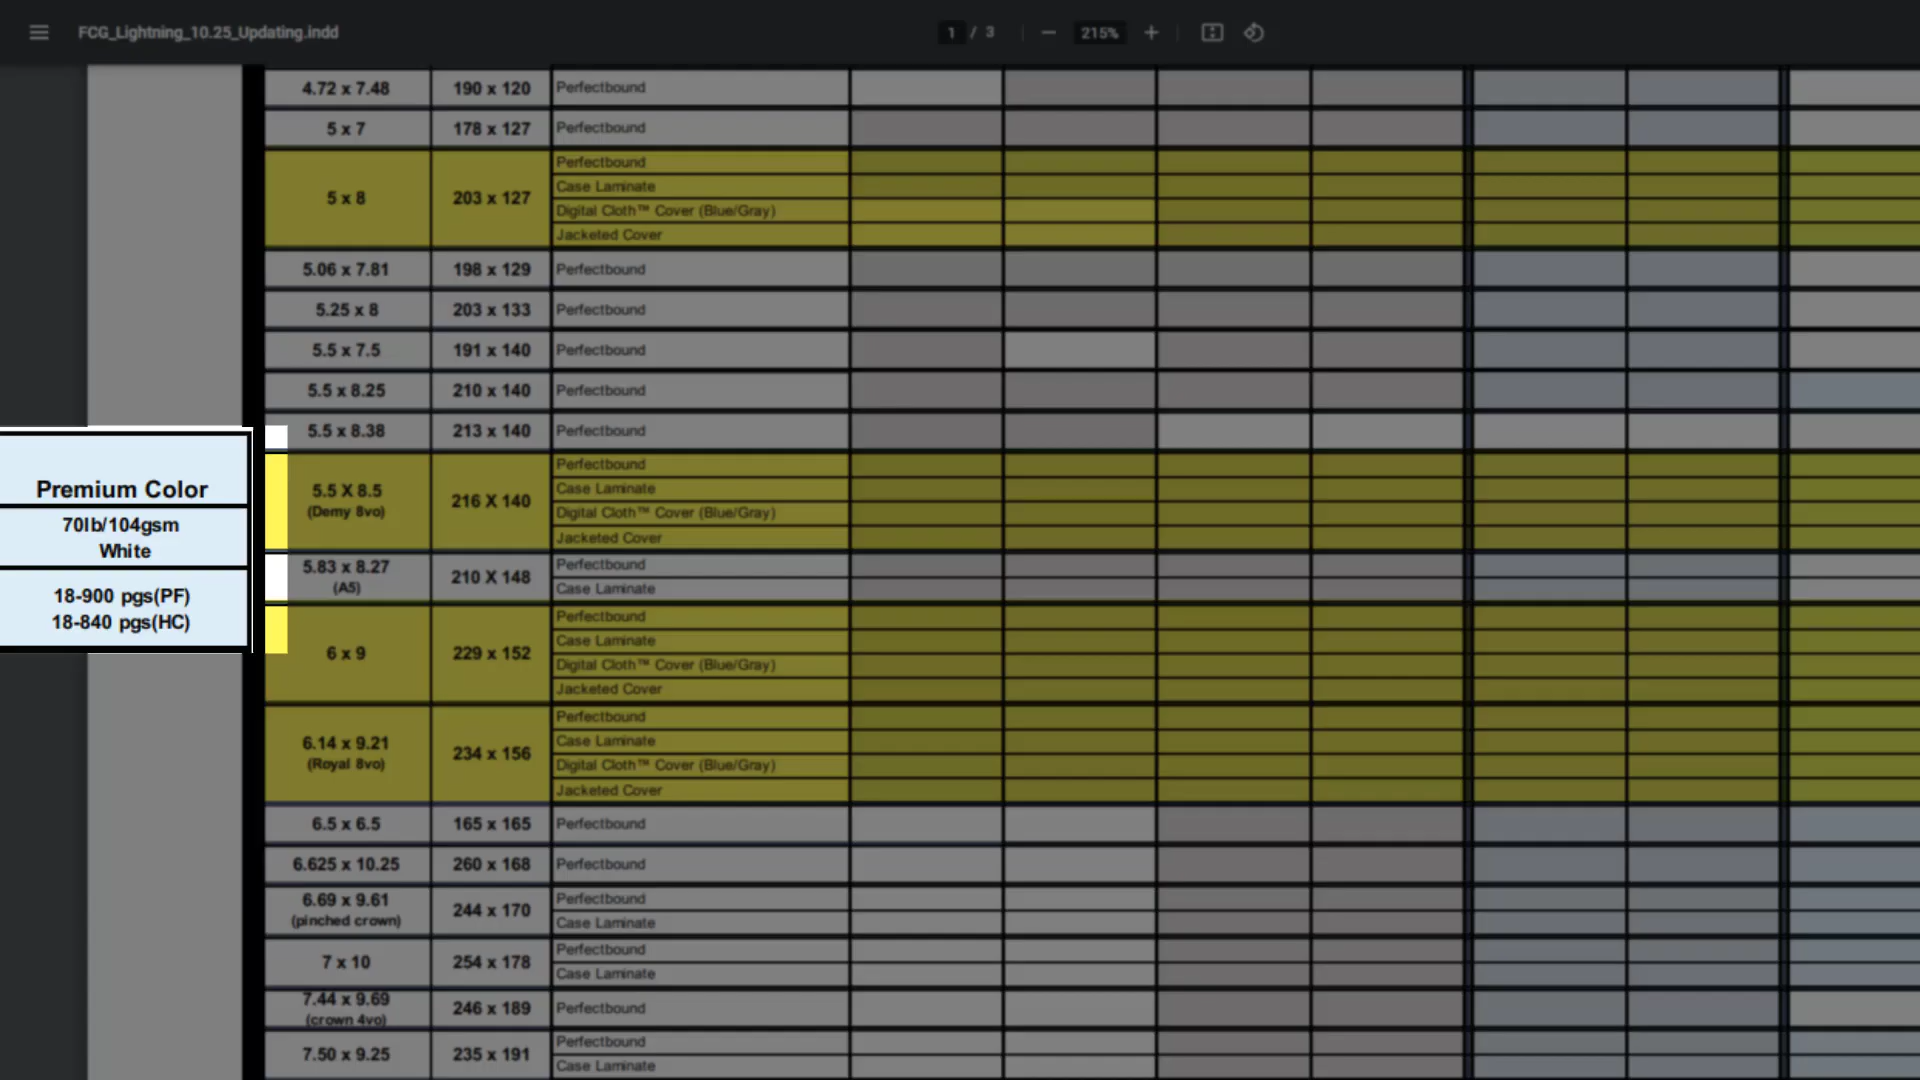 FCG_Lightning_10.25_Updating.indd
1 / 3
215%
4.72 x 7.48 190 x 120 Perfectbound
5 x 7 178 x 127 Perfectbound
5 x 8 203 x 127 Perfectbound
Case Laminate
Digital Cloth™ Cover (Blue/Gray)
Jacketed Cover
5.06 x 7.81 198 x 129 Perfectbound
5.25 x 8 203 x 133 Perfectbound
5.5 x 7.5 191 x 140 Perfectbound
5.5 x 8.25 210 x 140 Perfectbound
5.5 x 8.38 213 x 140 Perfectbound
Premium Color
70lb/104gsm
White
18-900 pgs(PF)
18-840 pgs(HC)
5.5 X 8.5
(Demy 8vo)
216 X 140
Perfectbound
Case Laminate
Digital Cloth™ Cover (Blue/Gray)
Jacketed Cover
5.83 x 8.27
(A5)
210 X 148
Perfectbound
Case Laminate
6 x 9
229 x 152
Perfectbound
Case Laminate
Digital Cloth™ Cover (Blue/Gray)
Jacketed Cover
6.14 x 9.21
(Royal 8vo)
234 x 156
Perfectbound
Case Laminate
Digital Cloth™ Cover (Blue/Gray)
Jacketed Cover
6.5 x 6.5 165 x 165 Perfectbound
6.625 x 10.25 260 x 168 Perfectbound
6.69 x 9.61
(pinched crown)
244 x 170
Perfectbound
Case Laminate
7 x 10
254 x 178
Perfectbound
Case Laminate
7.44 x 9.69
(crown 4vo)
246 x 189
Perfectbound
7.50 x 9.25
235 x 191
Perfectbound
Case Laminate